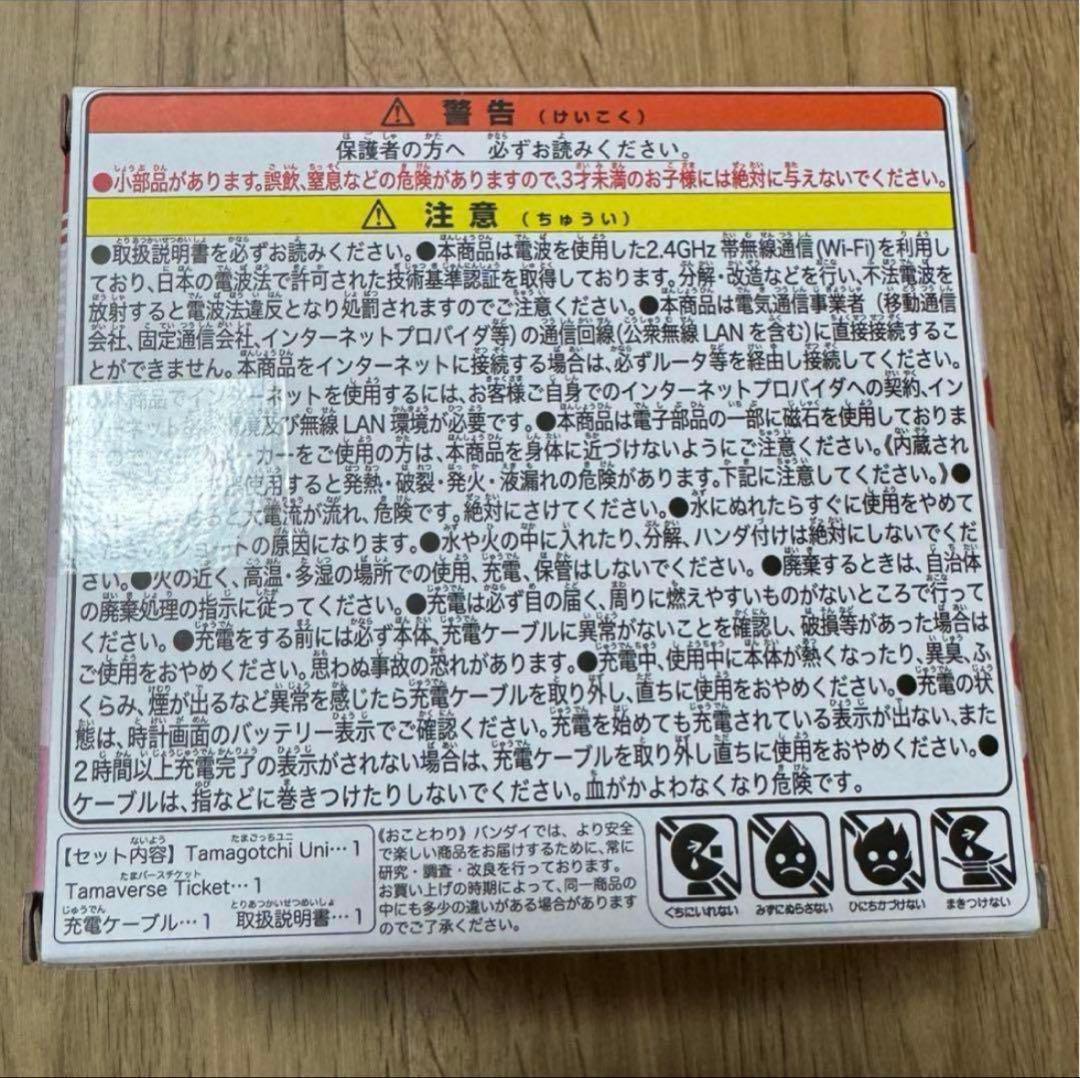 ⚠ 警告（けいこく）
保護者の方へ 必ずお読みください。
●小部品があります。誤飲、窒息などの危険がありますので、3才未満のお子様には絶対に与えないでください。
⚠ 注意（ちゅうい）
●取扱説明書を必ずお読みください。●本商品は電波を使用した2.4GHz 帯無線通信(Wi-Fi)を利用し
ており、日本の電波法で許可された技術基準認証を取得しております。分解・改造などを行い、不法電波を
放射すると電波法違反となり処罰されますのでご注意ください。●本商品は電気通信事業者（移動通信
会社、固定通信会社、インターネットプロバイダ等）の通信回線（公衆無線LANを含む）に直接接続するこ
とができません。本商品をインターネットに接続する場合は、必ずルータ等を経由し接続してください。
商品でインターネットを使用するには、お客様ご自身でのインターネットプロバイダへの契約、イン
境及び無線LAN環境が必要です。●本商品は電子部品の一部に磁石を使用しておりま
カーをご使用の方は、本商品を身体に近づけないようにご注意ください。《内蔵され
使用すると発熱・破裂・発火・液漏れの危険があります。下記に注意してください。》●
大電流が流れ、危険です。絶対にさけてください。●水にぬれたらすぐに使用をやめて
ショートの原因になります。●水や火の中に入れたり、分解、ハンダ付けは絶対にしないでくだ
さい。●火の近く、高温・多湿の場所での使用、充電、保管はしないでください。●廃棄するときは、自治体
の廃棄処理の指示に従ってください。●充電は必ず目の届く、周りに燃えやすいものがないところで行って
ください。●充電をする前には必ず本体、充電ケーブルに異常がないことを確認し、破損等があった場合は
ご使用をおやめください。思わぬ事故の恐れがあります。●充電中、使用中に本体が熱くなったり、異臭、ふ
くらみ、煙が出るなど異常を感じたら充電ケーブルを取り外し、直ちに使用をおやめください。●充電の状
態は、時計画面のバッテリー表示でご確認ください。充電を始めても充電されている表示が出ない、また
2時間以上充電完了の表示がされない場合は、充電ケーブルを取り外し直ちに使用をおやめください。●
ケーブルは、指などに巻きつけたりしないでください。血がかよわなくなり危険です。
【セット内容】Tamagotchi Uni…1
Tamaverse Ticket…1
充電ケーブル…1 取扱説明書…1
《おことわり》バンダイでは、より安全
で楽しい商品をお届けするために、常に
研究・調査・改良を行っております。
お買い上げの時期によって、同一商品の
中にも多少の違いがある場合があります
のでご了承ください。
くちにいれない みずにぬらさない ひにちかづけない まきつけない